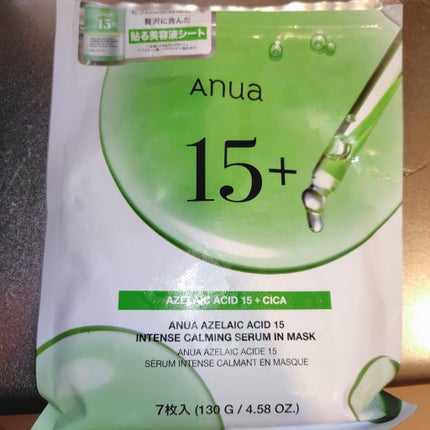 贅沢に含んだ
貼る美容液シート
15+
Anua
15+
AZELAIC ACID 15 + CICA
ANUA AZELAIC ACID 15
INTENSE CALMING SERUM IN MASK
ANUA AZELAIC ACIDE 15
SÉRUM INTENSE CALMANT EN MASQUE
7枚入 (130 G / 4.58 OZ.)